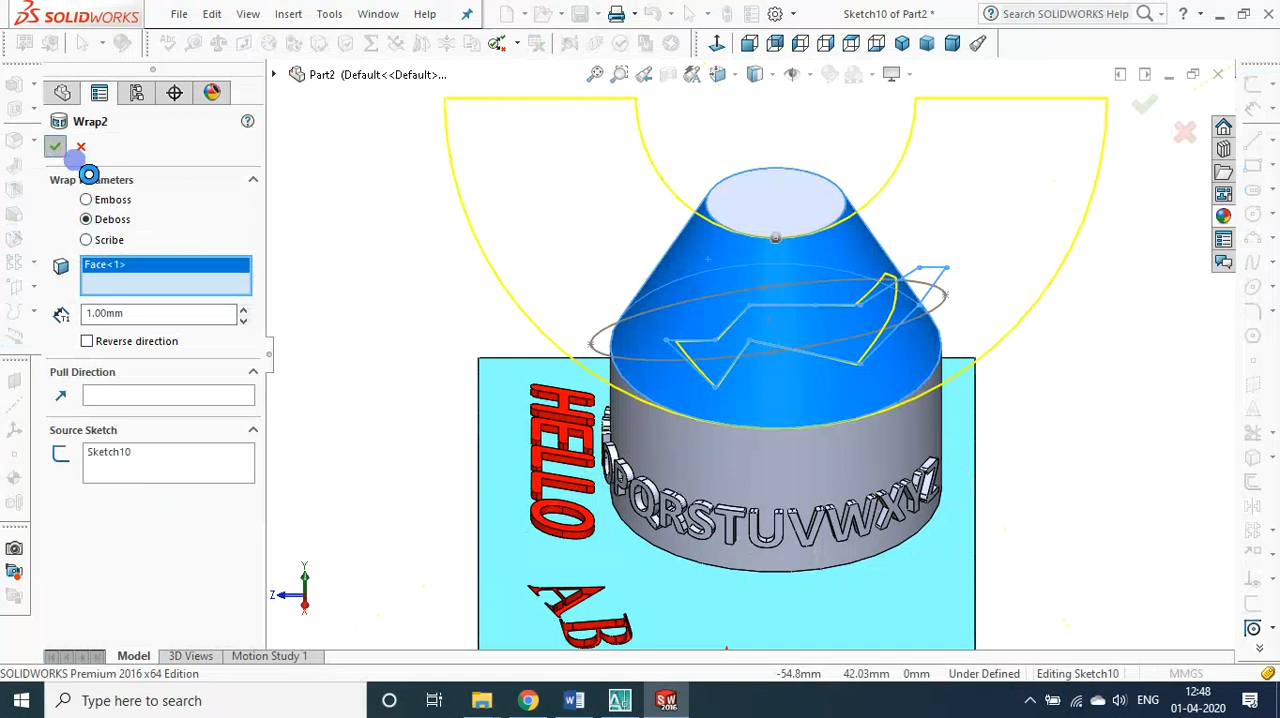 SOLIDWORKS
File Edit View Insert Tools Window Help
Sketch10 of Part2 *
Search SOLIDWORKS Help
Part2 (Default<<Default>...
Wrap2
Wrap Parameters
Emboss
Deboss
Scribe
Face<1>
1.00mm
Reverse direction
Pull Direction
Source Sketch
Sketch10
HELLO
PQRSTUVWXYZ
AB
Y
Z
X
Model 3D Views Motion Study 1
SOLIDWORKS Premium 2016 x64 Edition
-54.8mm 42.03mm 0mm Under Defined Editing Sketch10 MMGS
Type here to search
ENG
12:48
01-04-2020